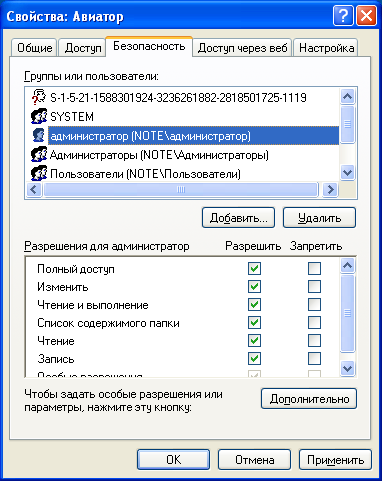 Свойства: Авиатор
Общие Доступ Безопасность Доступ через веб Настройка
Группы или пользователи:
S-1-5-21-1588301924-3236261882-2818501725-1119
SYSTEM
администратор (NOTE\администратор)
Администраторы (NOTE\Администраторы)
Пользователи (NOTE\Пользователи)
Добавить... Удалить
Разрешения для администратор Разрешить Запретить
Полный доступ
Изменить
Чтение и выполнение
Список содержимого папки
Чтение
Запись
Особые разрешения
Чтобы задать особые разрешения или
параметры, нажмите эту кнопку:
Дополнительно
OK Отмена Применить